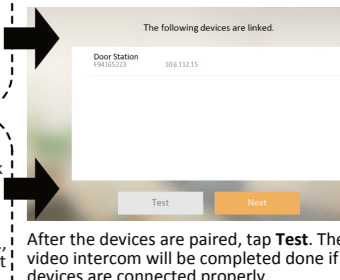 The following devices are linked.
Door Station
F94165223 10.6.112.15
Test Next
After the devices are paired, tap Test. The
video intercom will be completed done if
devices are connected properly.